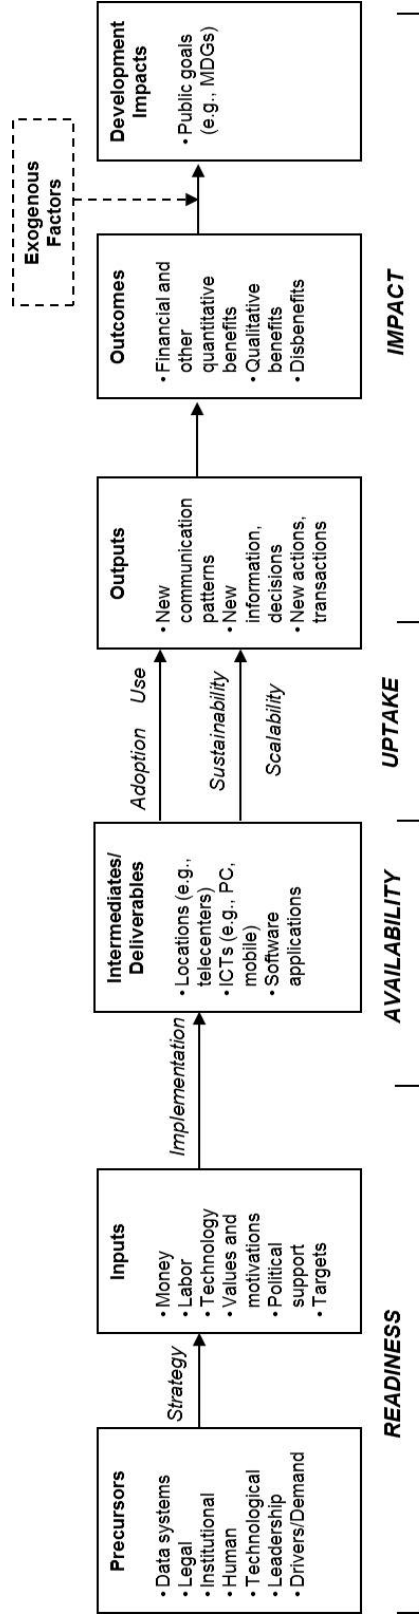 Precursors
• Data systems
• Legal
• Institutional
• Human
• Technological
• Leadership
• Drivers/Demand
Strategy
Inputs
• Money
• Labor
• Technology
• Values and
motivations
• Political
support
• Targets
Implementation
Intermediates/
Deliverables
• Locations (e.g.,
telecenters)
• ICTs (e.g., PC,
mobile)
• Software
applications
Adoption Use
Sustainability
Scalability
Outputs
• New
communication
patterns
• New
information,
decisions
• New actions,
transactions
Outcomes
• Financial and
other
quantitative
benefits
• Qualitative
benefits
• Disbenefits
Exogenous
Factors
Development
Impacts
• Public goals
(e.g., MDGs)
READINESS
AVAILABILITY
UPTAKE
IMPACT